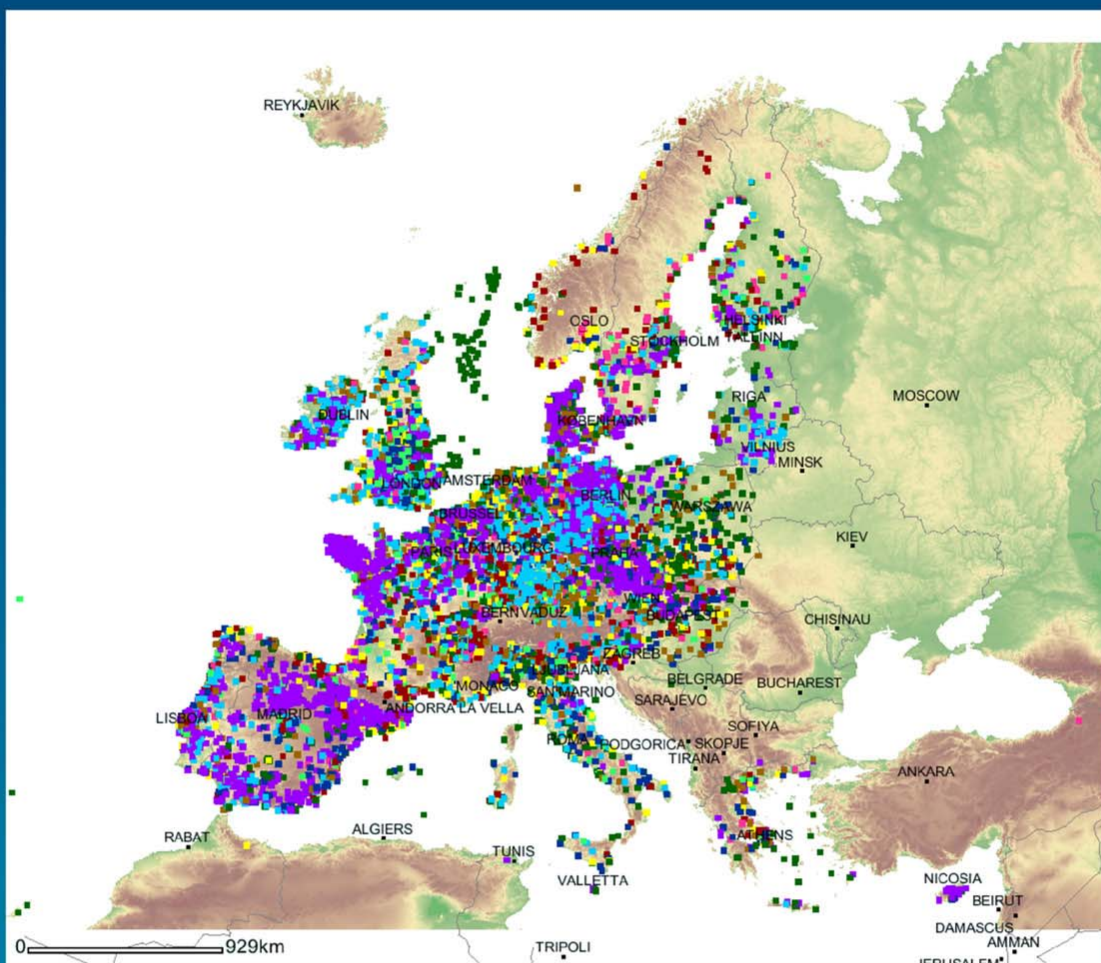 REYKJAVIK
OSLO
HELSINKI
TALLINN
STOCKHOLM
RIGA
MOSCOW
DUBLIN
KOBENHAVN
VILNIUS
MINSK
LONDON
AMSTERDAM
BERLIN
BRUSSEL
WARSZAWA
KIEV
PARIS
LUXEMBOURG
PRAHA
WIEN
BERN
VADUZ
BUDAPEST
CHISINAU
ZAGREB
LJUBLJANA
MONACO
SAN MARINO
BELGRADE
BUCHAREST
ANDORRA LA VELLA
SARAJEVO
LISBOA
MADRID
SOFIYA
ROMA
PODGORICA
SKOPJE
TIRANA
ANKARA
RABAT
ALGIERS
ATHENS
TUNIS
VALLETTA
NICOSIA
BEIRUT
DAMASCUS
AMMAN
0
929km
TRIPOLI
JERUSALEM